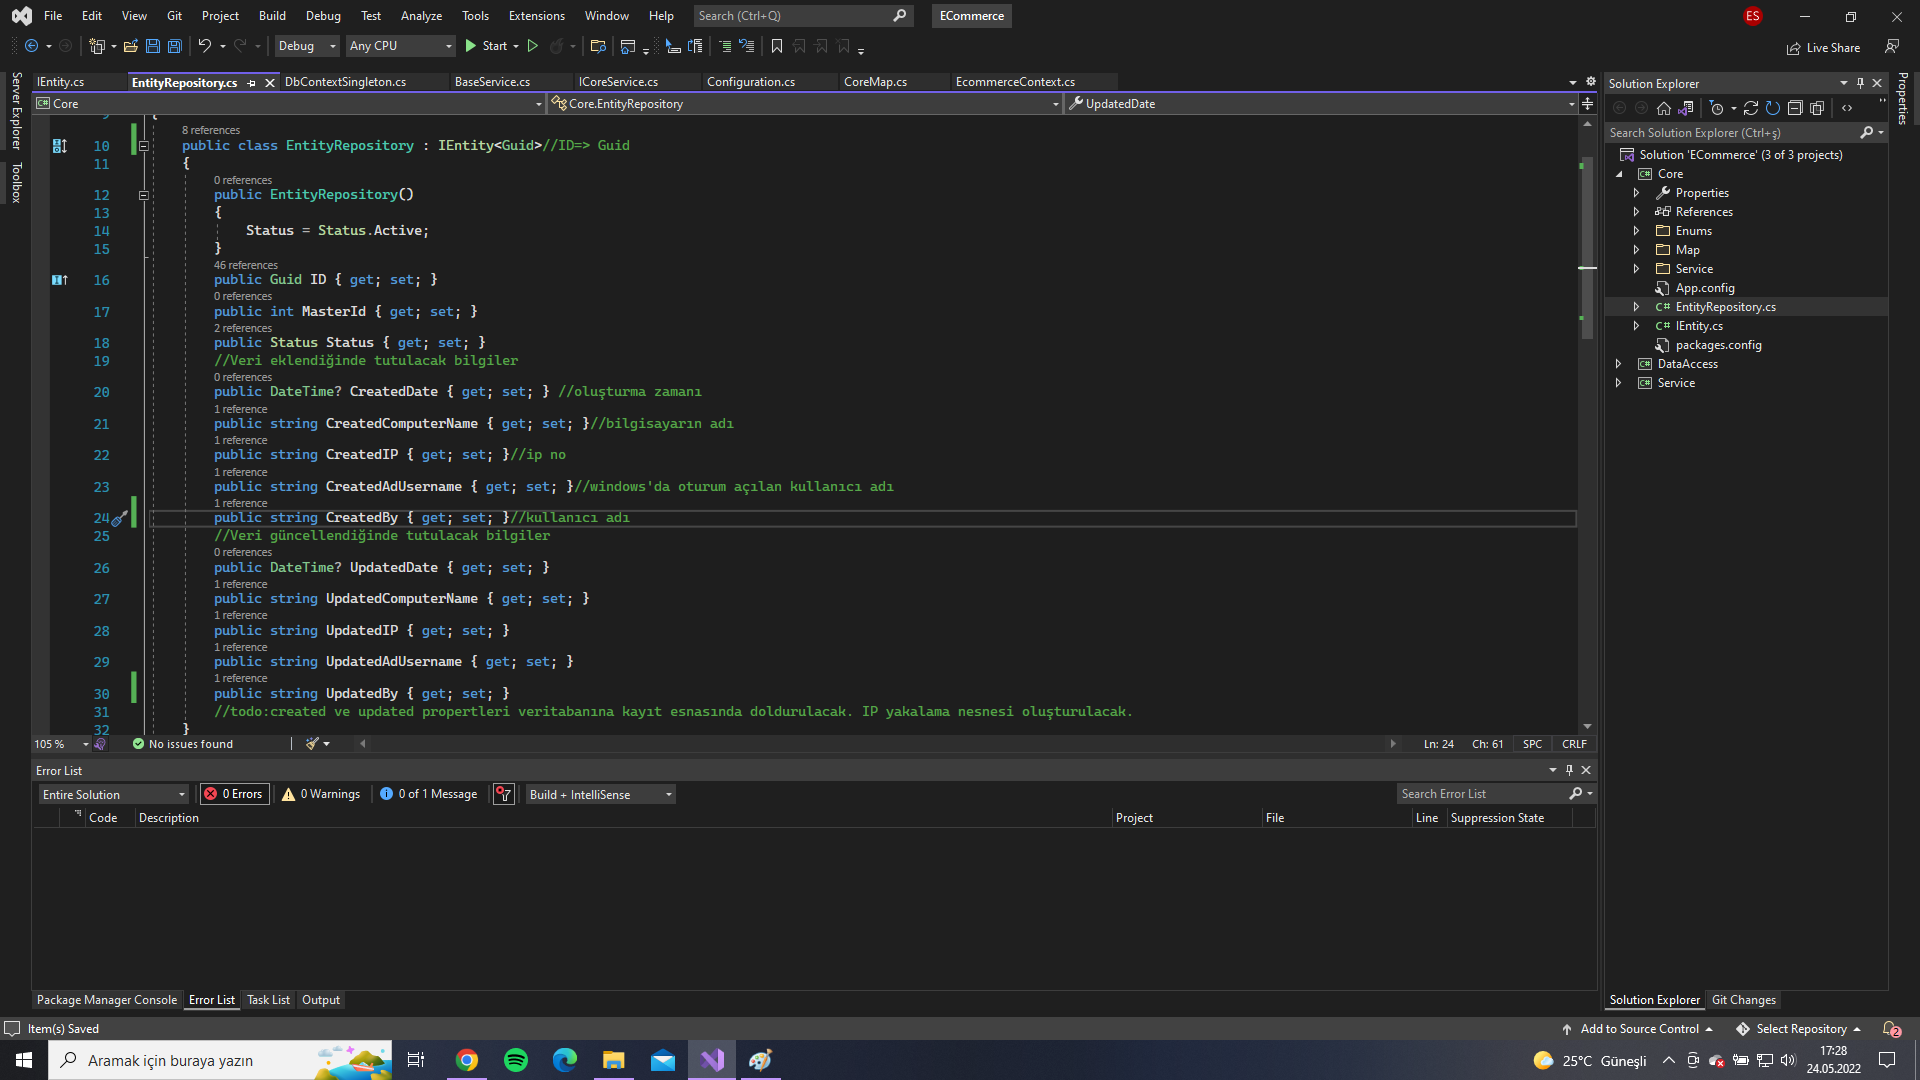 File Edit View Git Project Build Debug Test Analyze Tools Extensions Window Help Search (Ctrl+Q) ECommerce ES
Debug Any CPU Start Live Share
IEntity.cs EntityRepository.cs DbContextSingleton.cs BaseService.cs ICoreService.cs Configuration.cs CoreMap.cs EcommerceContext.cs
Core Core.EntityRepository UpdatedDate
Server Explorer
Toolbox
8 references
10 public class EntityRepository : IEntity<Guid>//ID=> Guid
11 {
0 references
12 public EntityRepository()
13 {
14 Status = Status.Active;
15 }
46 references
16 public Guid ID { get; set; }
0 references
17 public int MasterId { get; set; }
2 references
18 public Status Status { get; set; }
19 //Veri eklendiğinde tutulacak bilgiler
0 references
20 public DateTime? CreatedDate { get; set; } //oluşturma zamanı
1 reference
21 public string CreatedComputerName { get; set; }//bilgisayarın adı
1 reference
22 public string CreatedIP { get; set; }//ip no
1 reference
23 public string CreatedAdUsername { get; set; }//windows'da oturum açılan kullanıcı adı
1 reference
24 public string CreatedBy { get; set; }//kullanıcı adı
25 //Veri güncellendiğinde tutulacak bilgiler
0 references
26 public DateTime? UpdatedDate { get; set; }
1 reference
27 public string UpdatedComputerName { get; set; }
1 reference
28 public string UpdatedIP { get; set; }
1 reference
29 public string UpdatedAdUsername { get; set; }
1 reference
30 public string UpdatedBy { get; set; }
31 //todo:created ve updated propertleri veritabanına kayıt esnasında doldurulacak. IP yakalama nesnesi oluşturulacak.
32 }
105 % No issues found Ln: 24 Ch: 61 SPC CRLF
Error List
Entire Solution 0 Errors 0 Warnings 0 of 1 Message Build + IntelliSense Search Error List
Code Description Project File Line Suppression State
Package Manager Console Error List Task List Output
Solution Explorer
Search Solution Explorer (Ctrl+ş)
Solution 'ECommerce' (3 of 3 projects)
Core
Properties
References
Enums
Map
Service
App.config
C# EntityRepository.cs
C# IEntity.cs
packages.config
DataAccess
Service
Solution Explorer Git Changes
Properties
Item(s) Saved Add to Source Control Select Repository 2
Aramak için buraya yazın 25°C Güneşli 17:28
24.05.2022